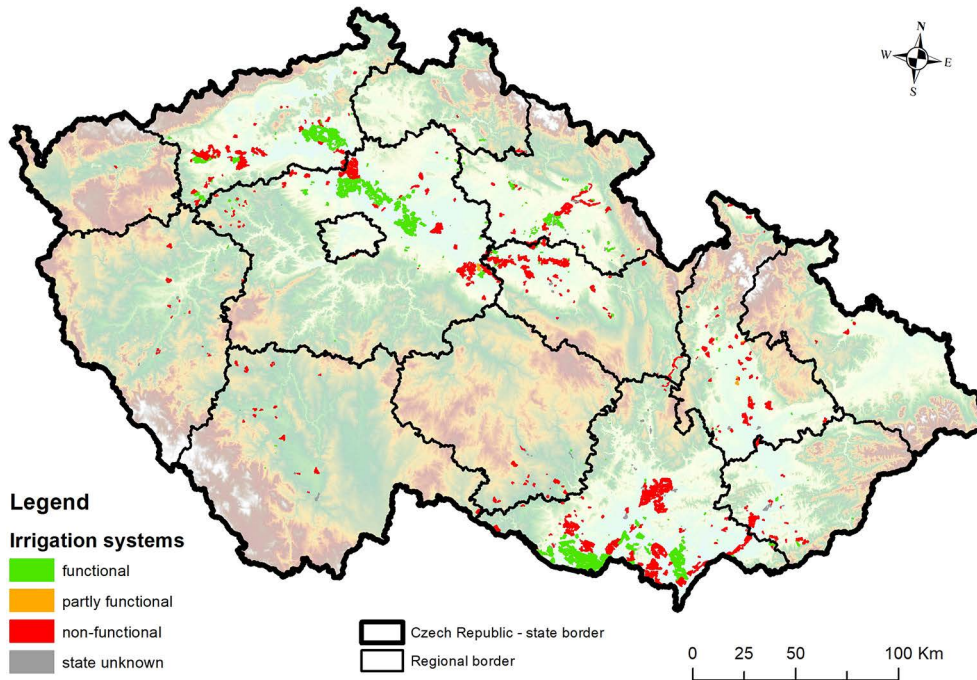 N
W E
S
Legend
Irrigation systems
functional
partly functional
non-functional
state unknown
Czech Republic - state border
Regional border
0 25 50 100 Km